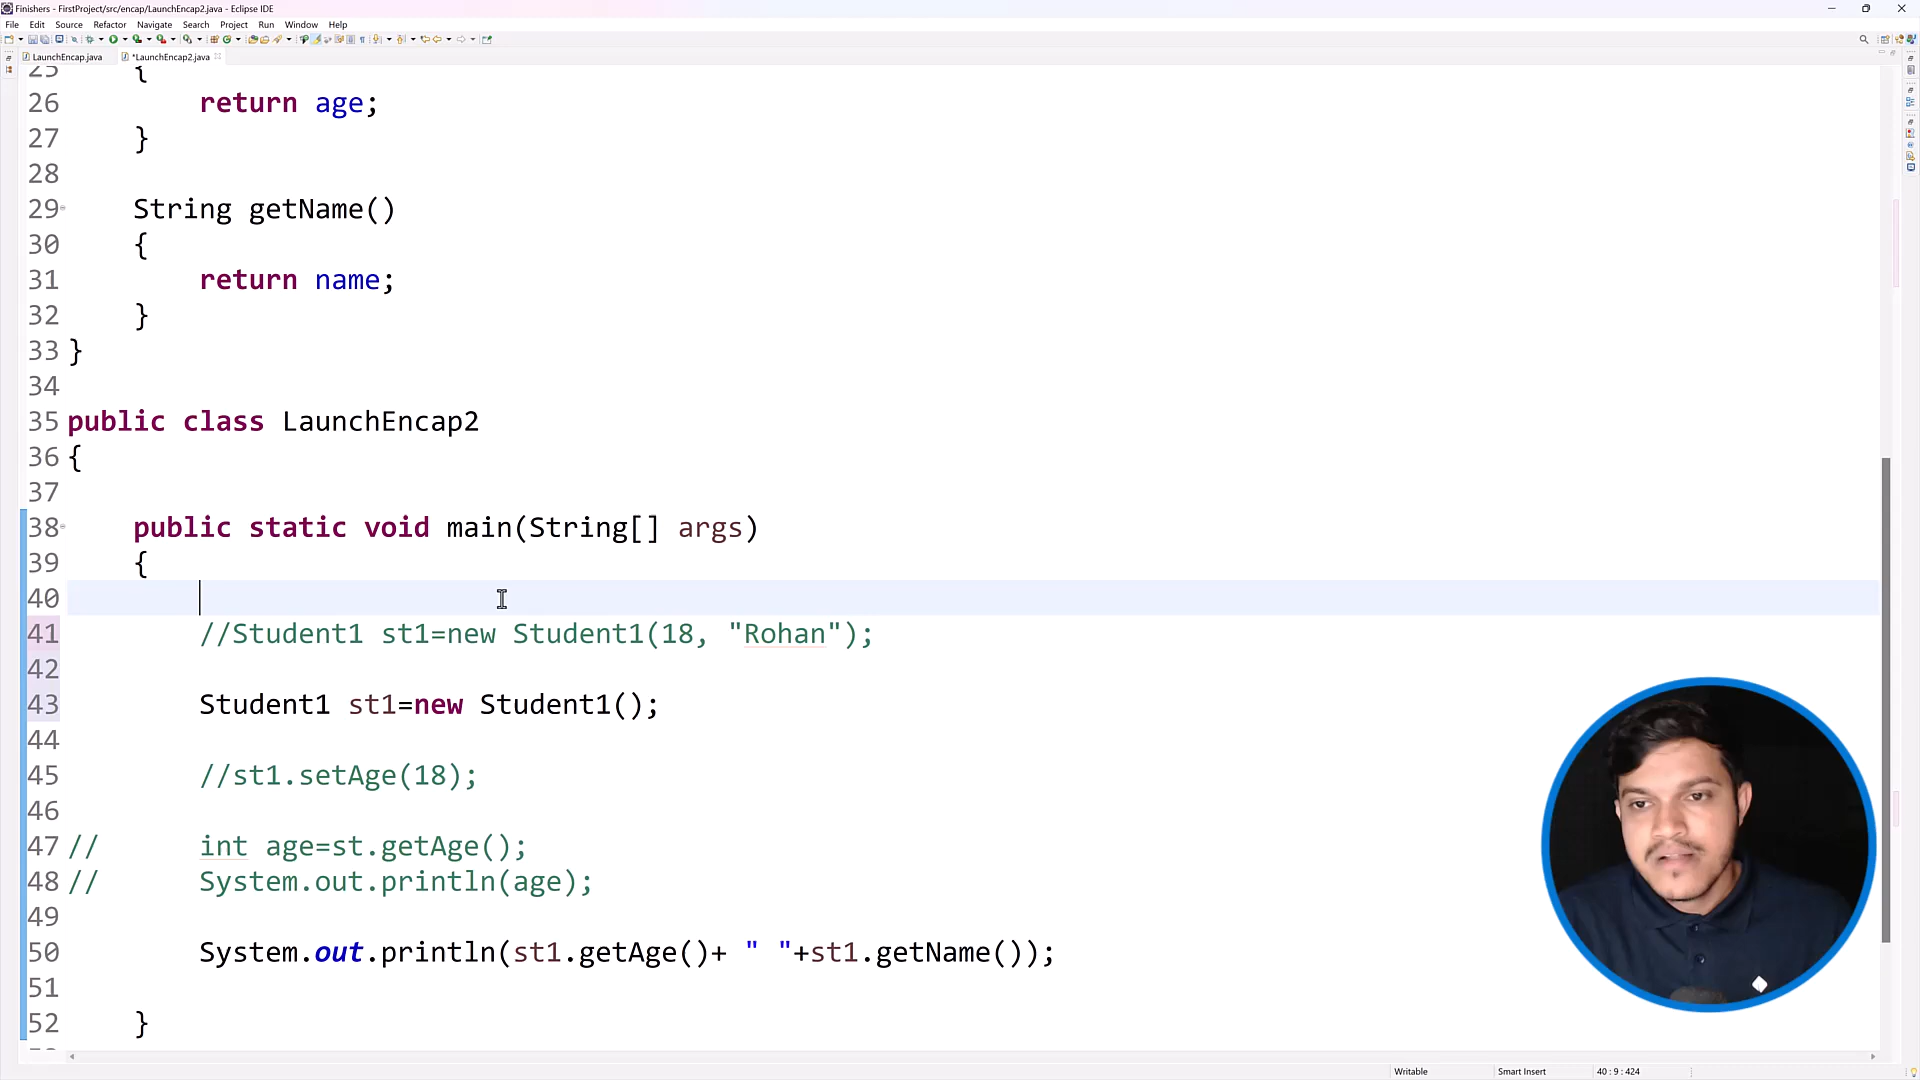 Finishers - FirstProject/src/encap/LaunchEncap2.java - Eclipse IDE
File Edit Source Refactor Navigate Search Project Run Window Help
LaunchEncap.java *LaunchEncap2.java
25 {
26 return age;
27 }
28
29 String getName()
30 {
31 return name;
32 }
33 }
34
35 public class LaunchEncap2
36 {
37
38 public static void main(String[] args)
39 {
40
41 //Student1 st1=new Student1(18, "Rohan");
42
43 Student1 st1=new Student1();
44
45 //st1.setAge(18);
46
47 // int age=st.getAge();
48 // System.out.println(age);
49
50 System.out.println(st1.getAge()+ " "+st1.getName());
51
52 }
Writable Smart Insert 40 : 9 : 424